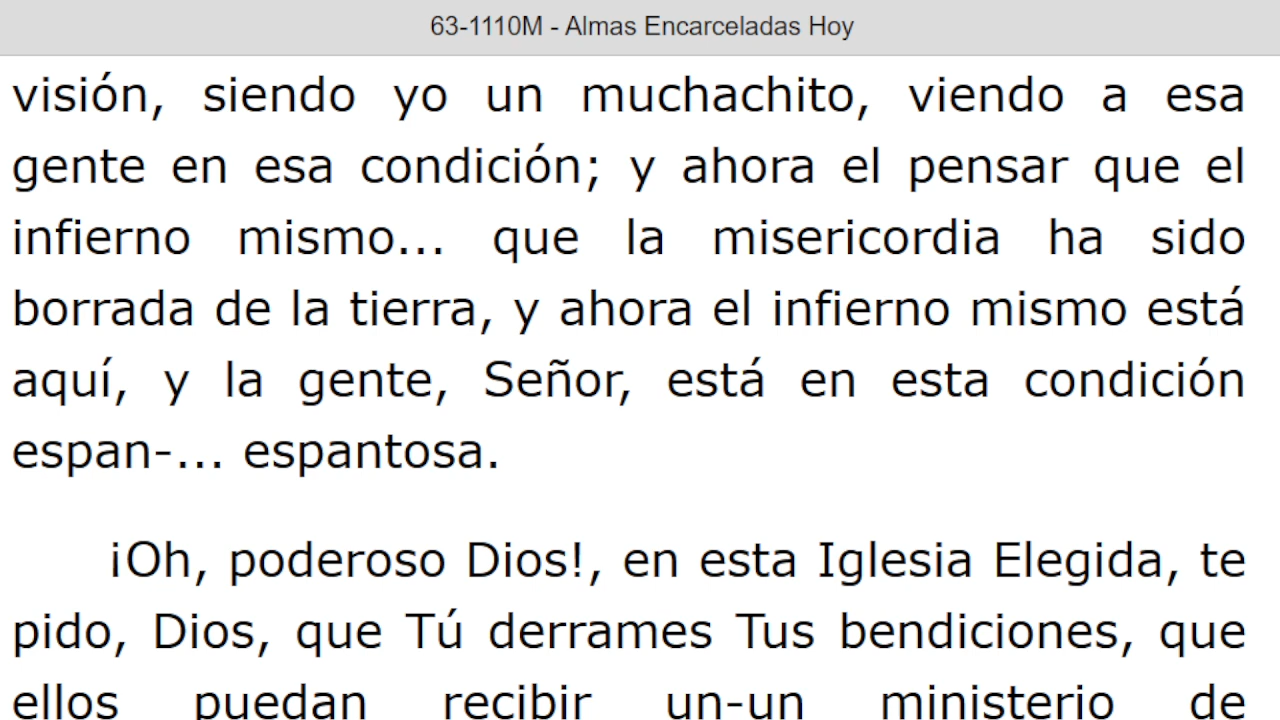 63-1110M - Almas Encarceladas Hoy
visión, siendo yo un muchachito, viendo a esa
gente en esa condición; y ahora el pensar que el
infierno mismo... que la misericordia ha sido
borrada de la tierra, y ahora el infierno mismo está
aquí, y la gente, Señor, está en esta condición
espan-... espantosa.
¡Oh, poderoso Dios!, en esta Iglesia Elegida, te
pido, Dios, que Tú derrames Tus bendiciones, que
ellos puedan recibir un-un ministerio de